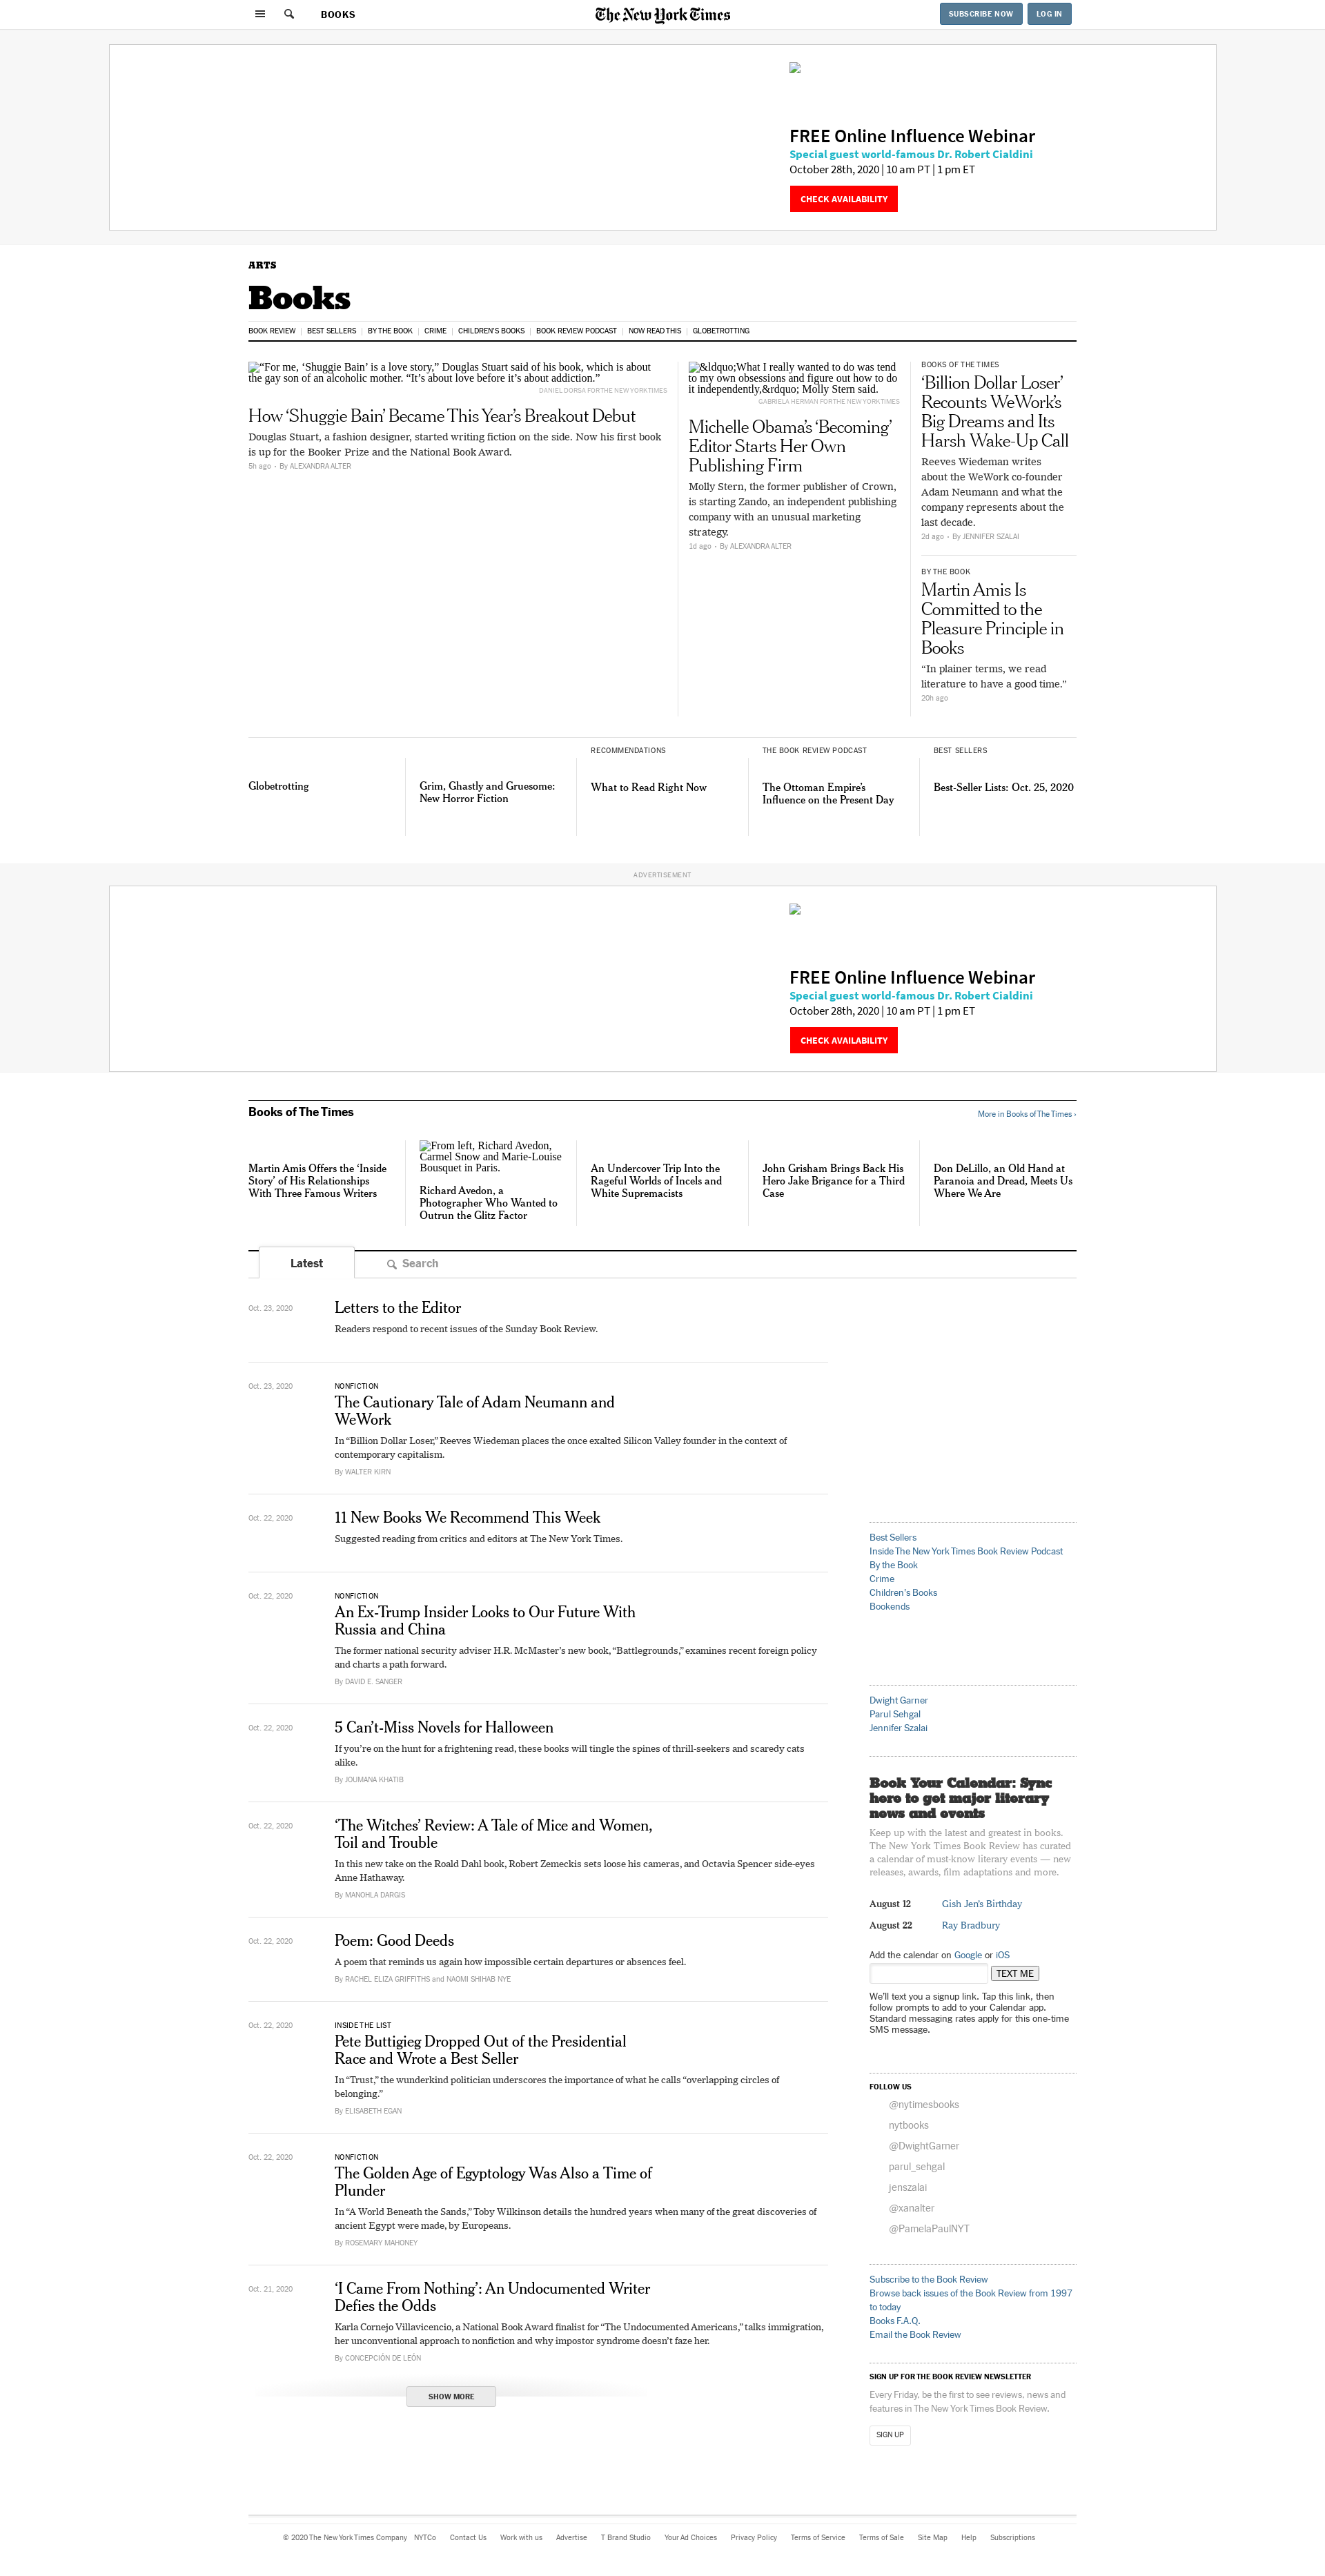 BOOKS
The New York Times
SUBSCRIBE NOW
LOG IN
FREE Online Influence Webinar
Special guest world-famous Dr. Robert Cialdini
October 28th, 2020 | 10 am PT | 1 pm ET
CHECK AVAILABILITY
ARTS
Books
BOOK REVIEW | BEST SELLERS | BY THE BOOK | CRIME | CHILDREN'S BOOKS | BOOK REVIEW PODCAST | NOW READ THIS | GLOBETROTTING
“For me, ‘Shuggie Bain’ is a love story,” Douglas Stuart said of his book, which is about
the gay son of an alcoholic mother. “It’s about love before it’s about addiction.”
DANIEL DORSA FOR THE NEW YORK TIMES
How ‘Shuggie Bain’ Became This Year’s Breakout Debut
Douglas Stuart, a fashion designer, started writing fiction on the side. Now his first book
is up for the Booker Prize and the National Book Award.
5h ago • By ALEXANDRA ALTER
&ldquo;What I really wanted to do was tend
to my own obsessions and figure out how to do
it independently,&rdquo; Molly Stern said.
GABRIELA HERMAN FOR THE NEW YORK TIMES
Michelle Obama’s ‘Becoming’
Editor Starts Her Own
Publishing Firm
Molly Stern, the former publisher of Crown,
is starting Zando, an independent publishing
company with an unusual marketing
strategy.
1d ago • By ALEXANDRA ALTER
BOOKS OF THE TIMES
‘Billion Dollar Loser’
Recounts WeWork’s
Big Dreams and Its
Harsh Wake-Up Call
Reeves Wiedeman writes
about the WeWork co-founder
Adam Neumann and what the
company represents about the
last decade.
2d ago • By JENNIFER SZALAI
BY THE BOOK
Martin Amis Is
Committed to the
Pleasure Principle in
Books
“In plainer terms, we read
literature to have a good time.”
20h ago
Globetrotting
Grim, Ghastly and Gruesome:
New Horror Fiction
RECOMMENDATIONS
What to Read Right Now
THE BOOK REVIEW PODCAST
The Ottoman Empire’s
Influence on the Present Day
BEST SELLERS
Best-Seller Lists: Oct. 25, 2020
ADVERTISEMENT
FREE Online Influence Webinar
Special guest world-famous Dr. Robert Cialdini
October 28th, 2020 | 10 am PT | 1 pm ET
CHECK AVAILABILITY
Books of The Times
More in Books of The Times ›
Martin Amis Offers the ‘Inside
Story’ of His Relationships
With Three Famous Writers
From left, Richard Avedon,
Carmel Snow and Marie-Louise
Bousquet in Paris.
Richard Avedon, a
Photographer Who Wanted to
Outrun the Glitz Factor
An Undercover Trip Into the
Rageful Worlds of Incels and
White Supremacists
John Grisham Brings Back His
Hero Jake Brigance for a Third
Case
Don DeLillo, an Old Hand at
Paranoia and Dread, Meets Us
Where We Are
Latest
Search
Oct. 23, 2020
Letters to the Editor
Readers respond to recent issues of the Sunday Book Review.
Oct. 23, 2020
NONFICTION
The Cautionary Tale of Adam Neumann and
WeWork
In “Billion Dollar Loser,” Reeves Wiedeman places the once exalted Silicon Valley founder in the context of
contemporary capitalism.
By WALTER KIRN
Oct. 22, 2020
11 New Books We Recommend This Week
Suggested reading from critics and editors at The New York Times.
Oct. 22, 2020
NONFICTION
An Ex-Trump Insider Looks to Our Future With
Russia and China
The former national security adviser H.R. McMaster’s new book, “Battlegrounds,” examines recent foreign policy
and charts a path forward.
By DAVID E. SANGER
Oct. 22, 2020
5 Can’t-Miss Novels for Halloween
If you’re on the hunt for a frightening read, these books will tingle the spines of thrill-seekers and scaredy cats
alike.
By JOUMANA KHATIB
Oct. 22, 2020
‘The Witches’ Review: A Tale of Mice and Women,
Toil and Trouble
In this new take on the Roald Dahl book, Robert Zemeckis sets loose his cameras, and Octavia Spencer side-eyes
Anne Hathaway.
By MANOHLA DARGIS
Oct. 22, 2020
Poem: Good Deeds
A poem that reminds us again how impossible certain departures or absences feel.
By RACHEL ELIZA GRIFFITHS and NAOMI SHIHAB NYE
Oct. 22, 2020
INSIDE THE LIST
Pete Buttigieg Dropped Out of the Presidential
Race and Wrote a Best Seller
In “Trust,” the wunderkind politician underscores the importance of what he calls “overlapping circles of
belonging.”
By ELISABETH EGAN
Oct. 22, 2020
NONFICTION
The Golden Age of Egyptology Was Also a Time of
Plunder
In “A World Beneath the Sands,” Toby Wilkinson details the hundred years when many of the great discoveries of
ancient Egypt were made, by Europeans.
By ROSEMARY MAHONEY
Oct. 21, 2020
‘I Came From Nothing’: An Undocumented Writer
Defies the Odds
Karla Cornejo Villavicencio, a National Book Award finalist for “The Undocumented Americans,” talks immigration,
her unconventional approach to nonfiction and why impostor syndrome doesn’t faze her.
By CONCEPCIÓN DE LEÓN
SHOW MORE
Best Sellers
Inside The New York Times Book Review Podcast
By the Book
Crime
Children's Books
Bookends
Dwight Garner
Parul Sehgal
Jennifer Szalai
Book Your Calendar: Sync
here to get major literary
news and events
Keep up with the latest and greatest in books.
The New York Times Book Review has curated
a calendar of must-know literary events — new
releases, awards, film adaptations and more.
August 12 Gish Jen's Birthday
August 22 Ray Bradbury
Add the calendar on Google or iOS
TEXT ME
We'll text you a signup link. Tap this link, then
follow prompts to add to your Calendar app.
Standard messaging rates apply for this one-time
SMS message.
FOLLOW US
@nytimesbooks
nytbooks
@DwightGarner
parul_sehgal
jenszalai
@xanalter
@PamelaPaulNYT
Subscribe to the Book Review
Browse back issues of the Book Review from 1997
to today
Books F.A.Q.
Email the Book Review
SIGN UP FOR THE BOOK REVIEW NEWSLETTER
Every Friday, be the first to see reviews, news and
features in The New York Times Book Review.
SIGN UP
© 2020 The New York Times Company NYTCo Contact Us Work with us Advertise T Brand Studio Your Ad Choices Privacy Policy Terms of Service Terms of Sale Site Map Help Subscriptions